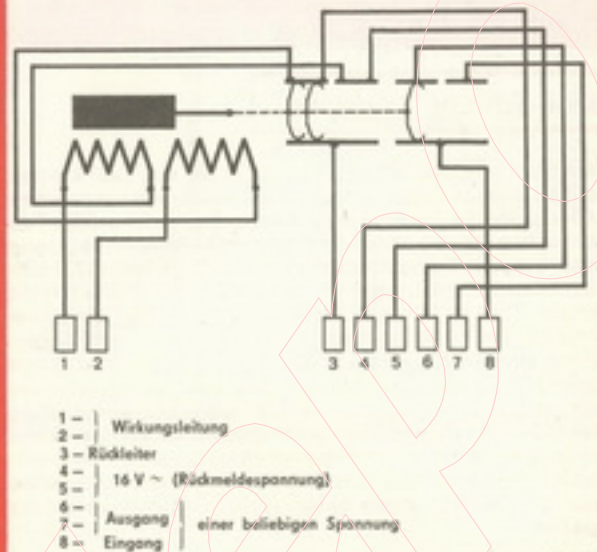 1 2 3 4 5 6 7 8
1 – } Wirkungsleitung
2 –
3 – Rückleiter
4 – } 16 V ~ (Rückmeldespannung)
5 –
6 – } Ausgang } einer beliebigen Spannung
7 –
8 – Eingang